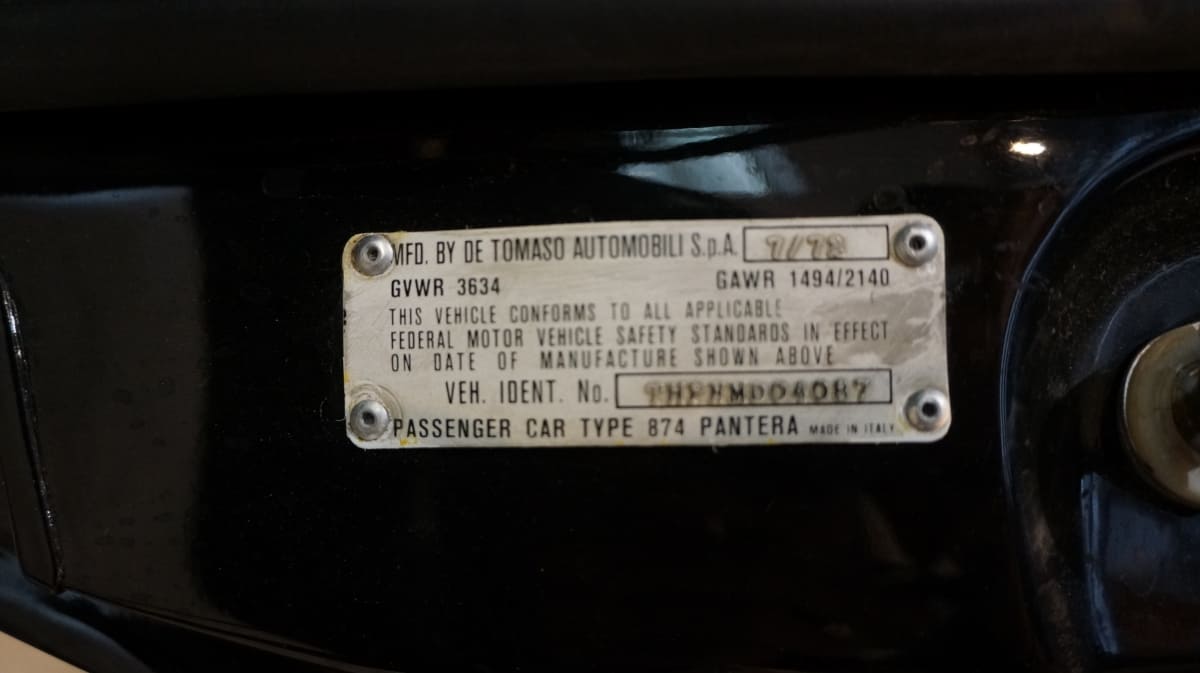 MFD. BY DE TOMASO AUTOMOBILI S.p.A.
GVWR 3634 GAWR 1494/2140
THIS VEHICLE CONFORMS TO ALL APPLICABLE
FEDERAL MOTOR VEHICLE SAFETY STANDARDS IN EFFECT
ON DATE OF MANUFACTURE SHOWN ABOVE
VEH. IDENT. No.
PASSENGER CAR TYPE 874 PANTERA MADE IN ITALY